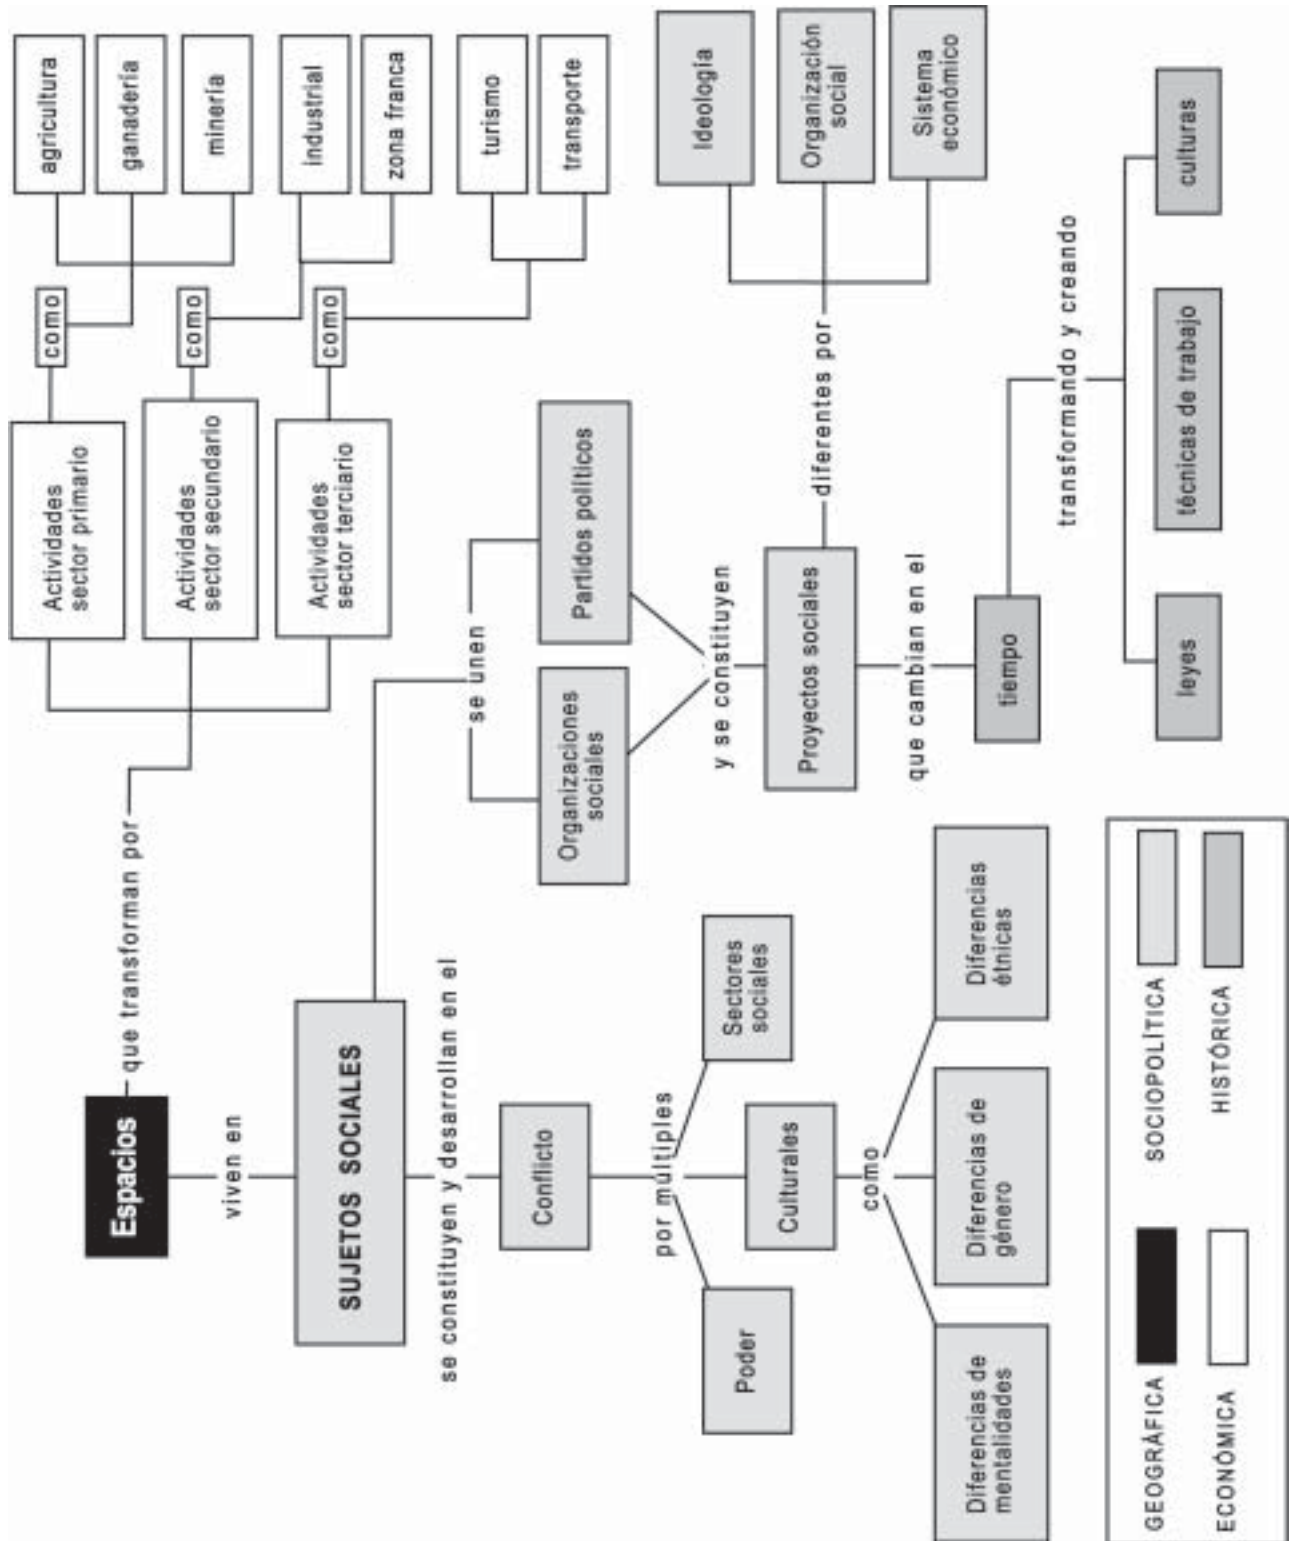 Espacios
que transforman por
Actividades
sector primario
como
agricultura
ganadería
minería
Actividades
sector secundario
como
industrial
zona franca
Actividades
sector terciario
como
turismo
transporte
viven en
SUJETOS SOCIALES
se unen
Organizaciones
sociales
Partidos políticos
y se constituyen
Proyectos sociales
diferentes por
Ideología
Organización
social
Sistema
económico
que cambian en el
tiempo
transformando y creando
leyes
técnicas de trabajo
culturas
se constituyen y desarrollan en el
Conflicto
por múltiples
Poder
Culturales
Sectores
sociales
como
Diferencias de
mentalidades
Diferencias de
género
Diferencias
étnicas
GEOGRÁFICA
SOCIOPOLÍTICA
ECONÓMICA
HISTÓRICA